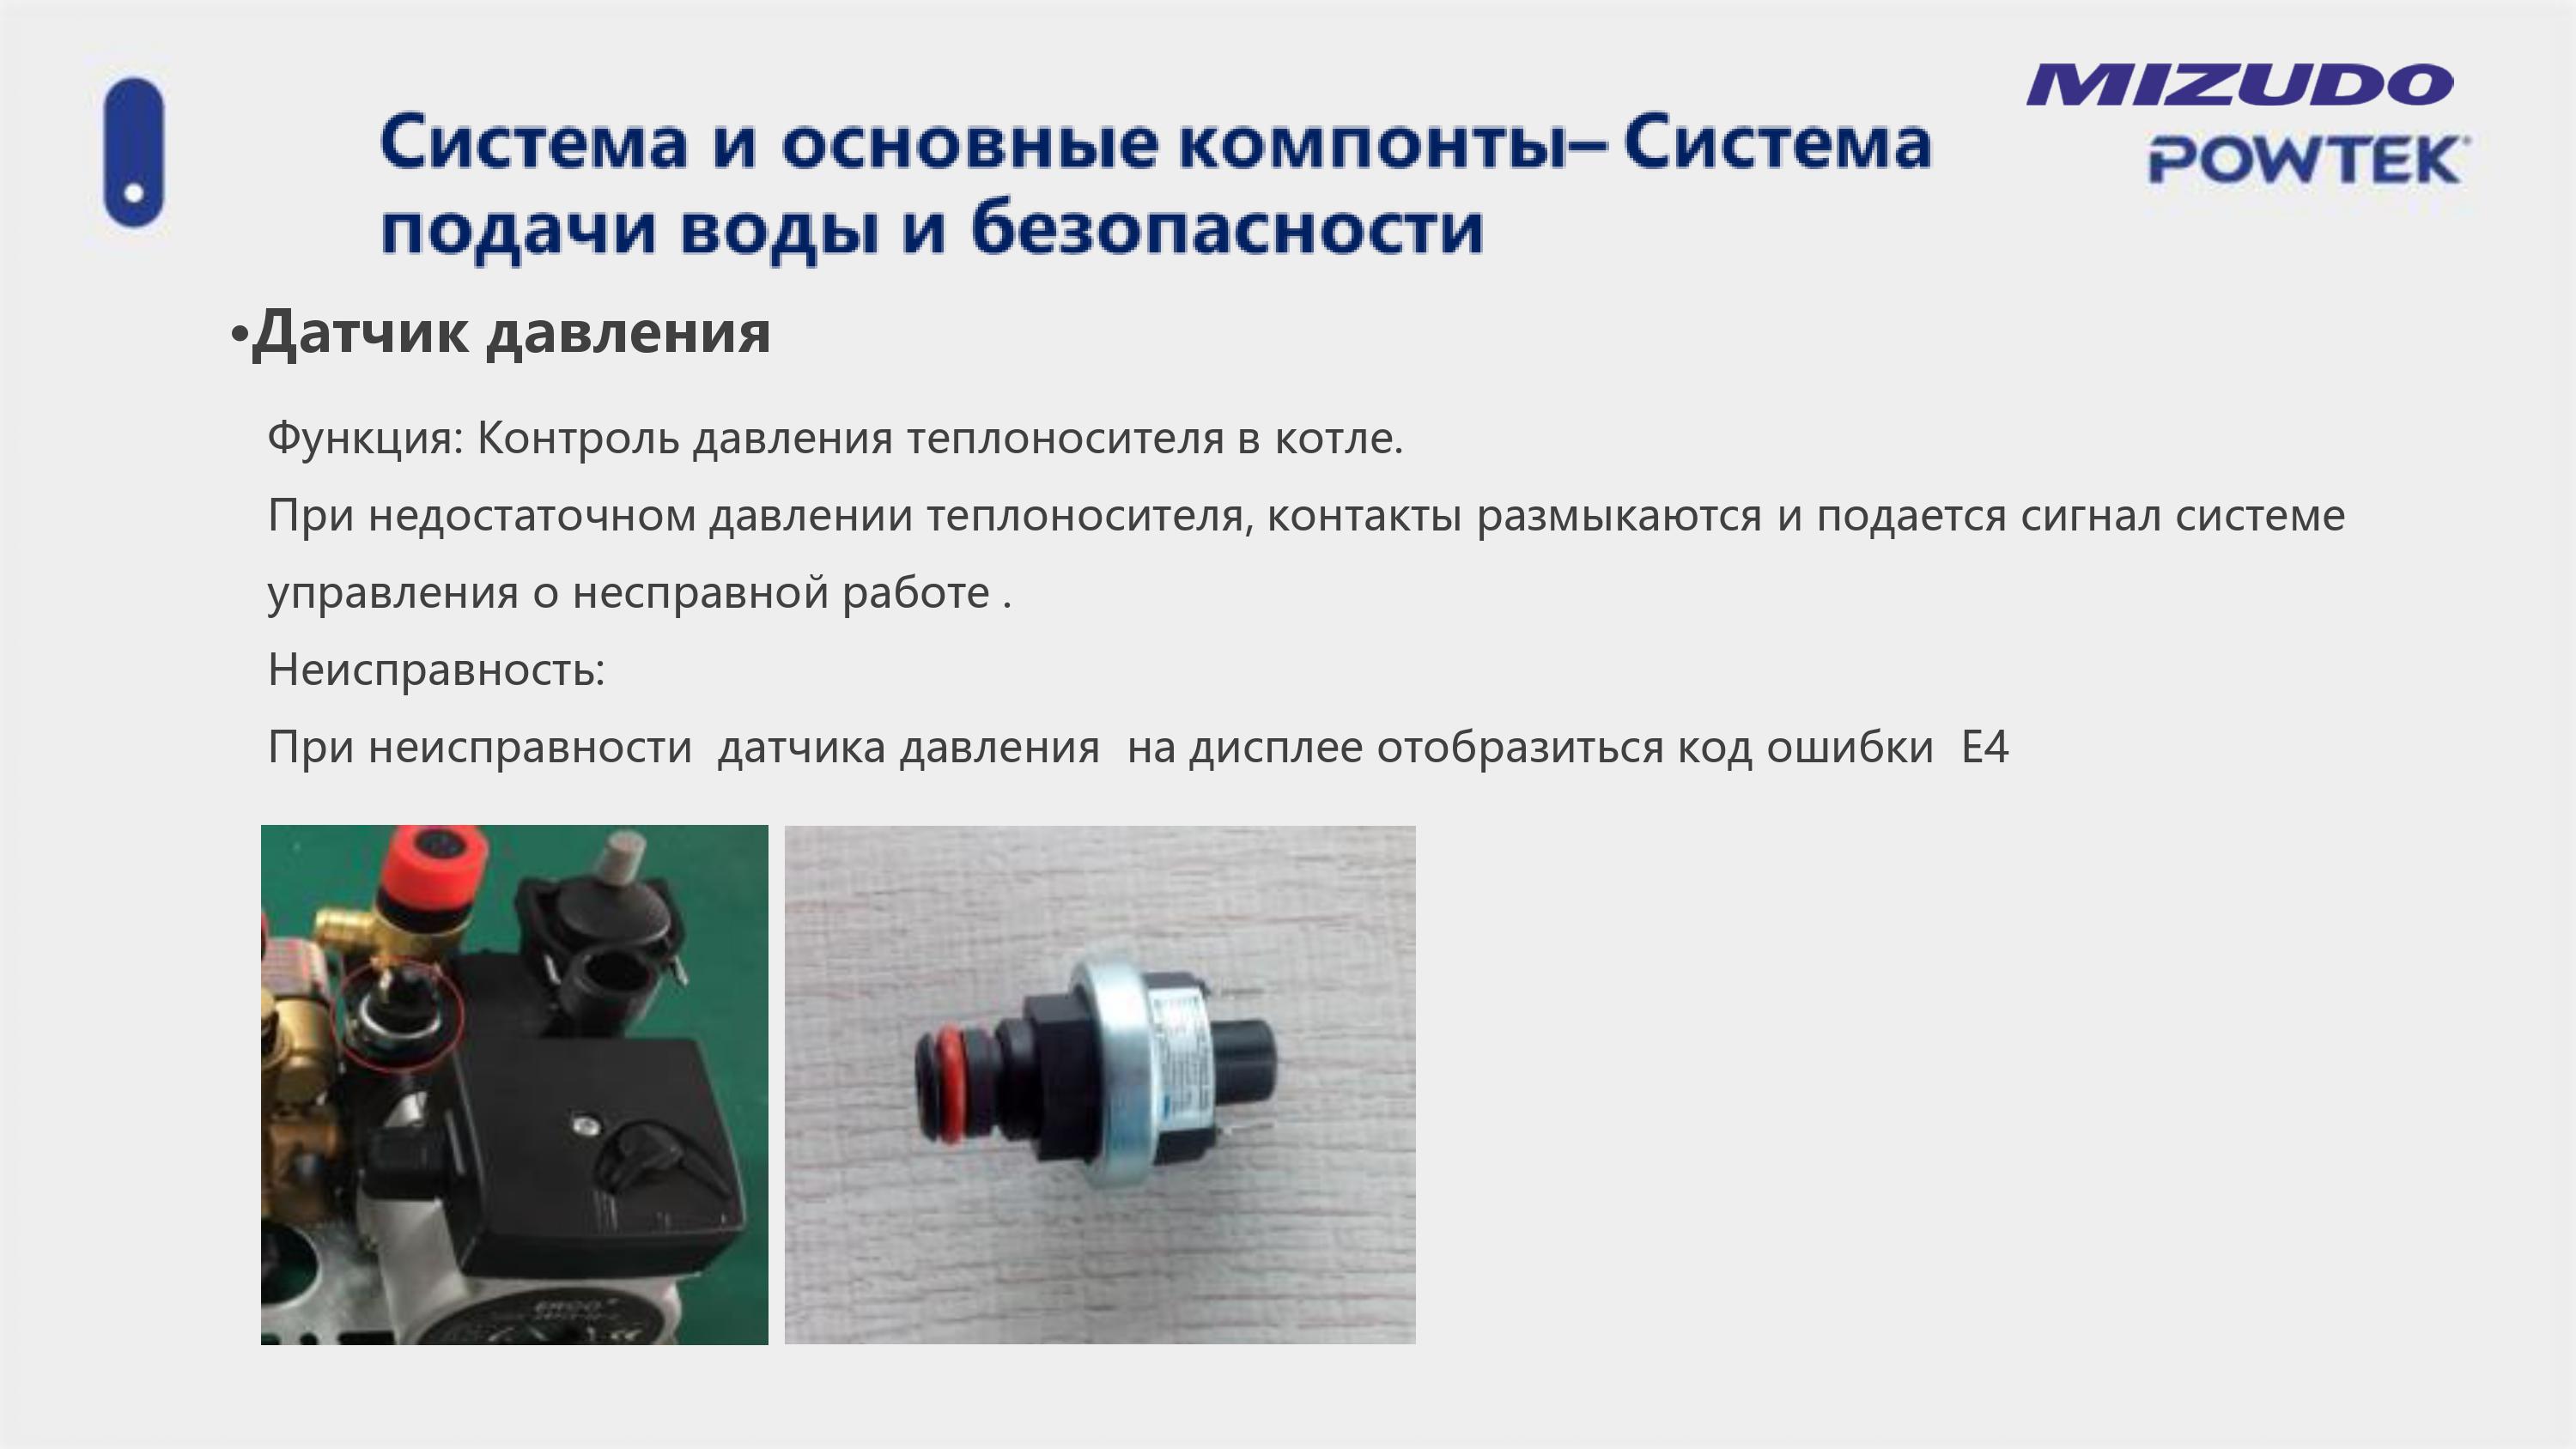 MIZUDO
POWTEK
Система и основные компонты– Система
подачи воды и безопасности
•Датчик давления
Функция: Контроль давления теплоносителя в котле.
При недостаточном давлении теплоносителя, контакты размыкаются и подается сигнал системе
управления о несправной работе .
Неисправность:
При неисправности  датчика давления  на дисплее отобразиться код ошибки  Е4